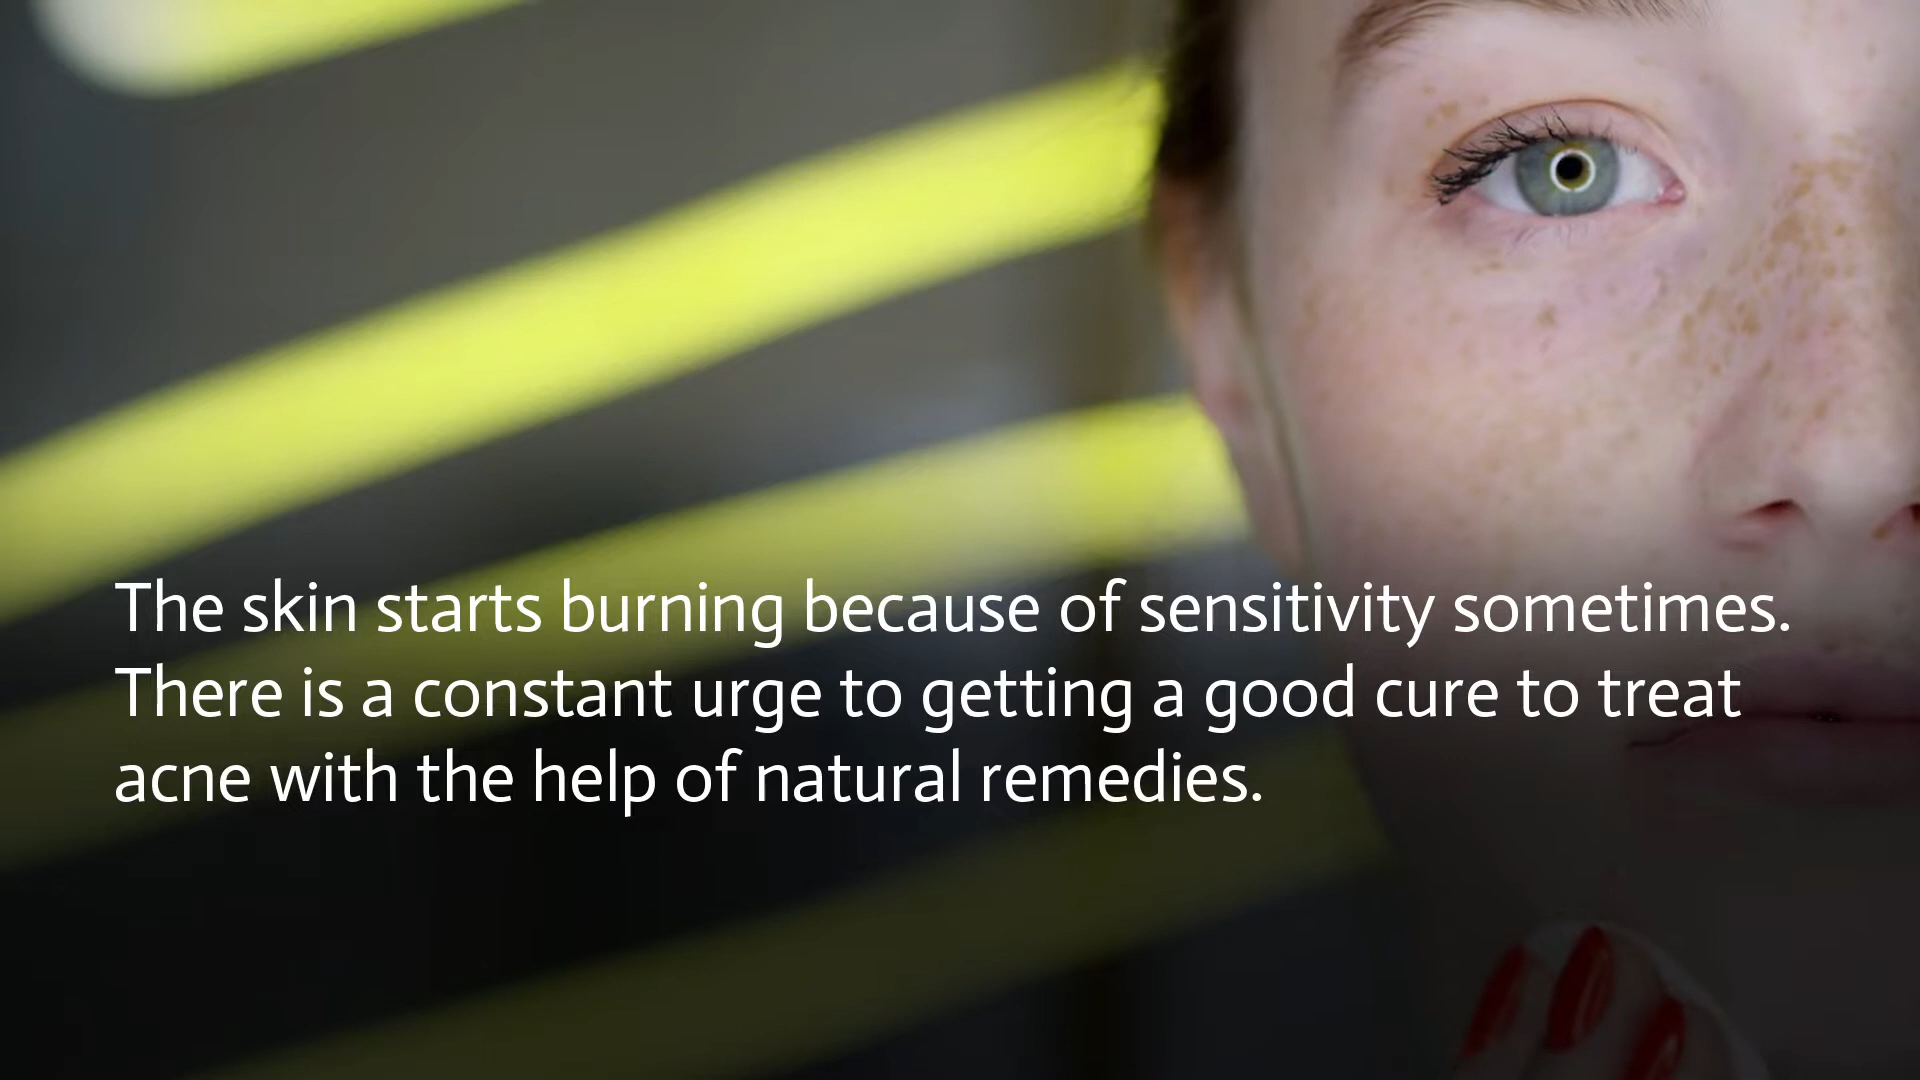 The skin starts burning because of sensitivity sometimes.
There is a constant urge to getting a good cure to treat
acne with the help of natural remedies.